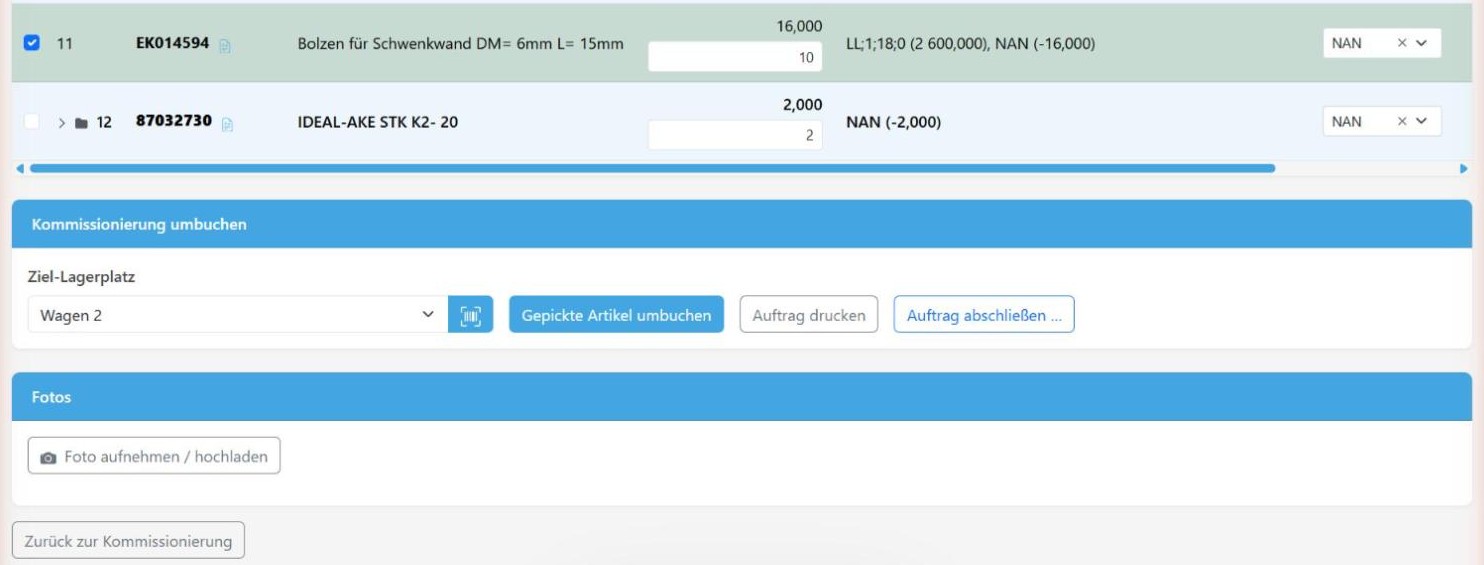 11 EK014594 Bolzen für Schwenkwand DM= 6mm L= 15mm 16,000 LL;1;18;0 (2 600,000), NAN (-16,000) NAN
10
12 87032730 IDEAL-AKE STK K2- 20 2,000 NAN (-2,000) NAN
2
Kommissionierung umbuchen
Ziel-Lagerplatz
Wagen 2 Gepickte Artikel umbuchen Auftrag drucken Auftrag abschließen ...
Fotos
Foto aufnehmen / hochladen
Zurück zur Kommissionierung